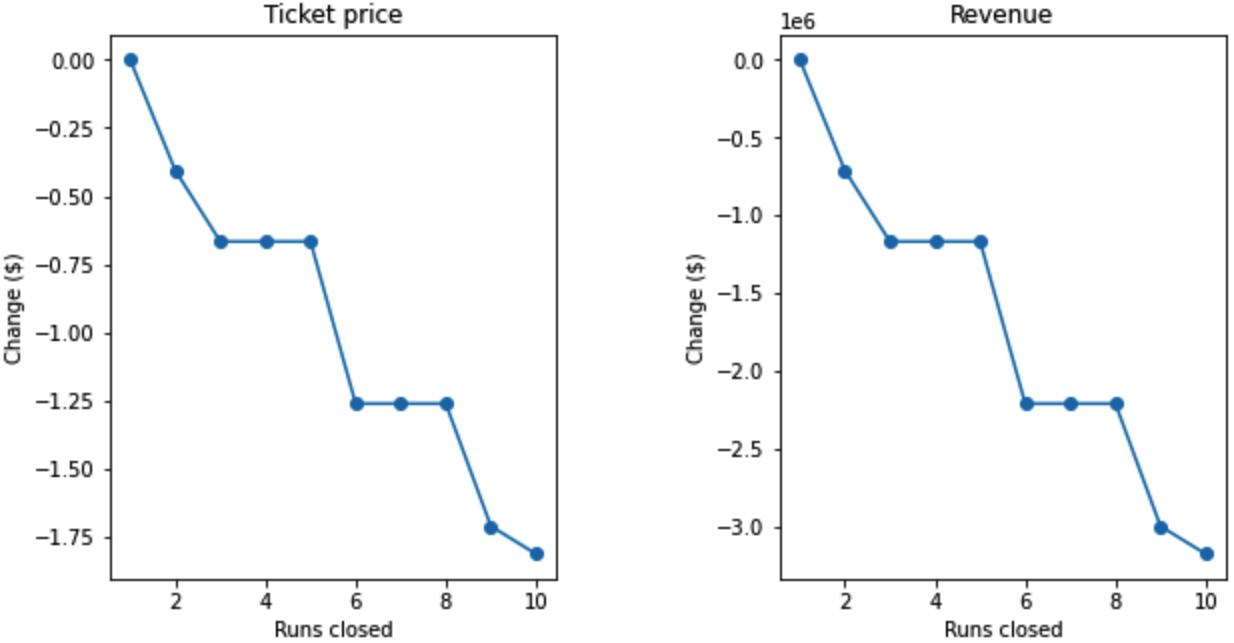 Ticket price
0.00
−0.25
−0.50
−0.75
−1.00
−1.25
−1.50
−1.75
Change ($)
2 4 6 8 10
Runs closed
Revenue
1e6
0.0
−0.5
−1.0
−1.5
−2.0
−2.5
−3.0
Change ($)
2 4 6 8 10
Runs closed